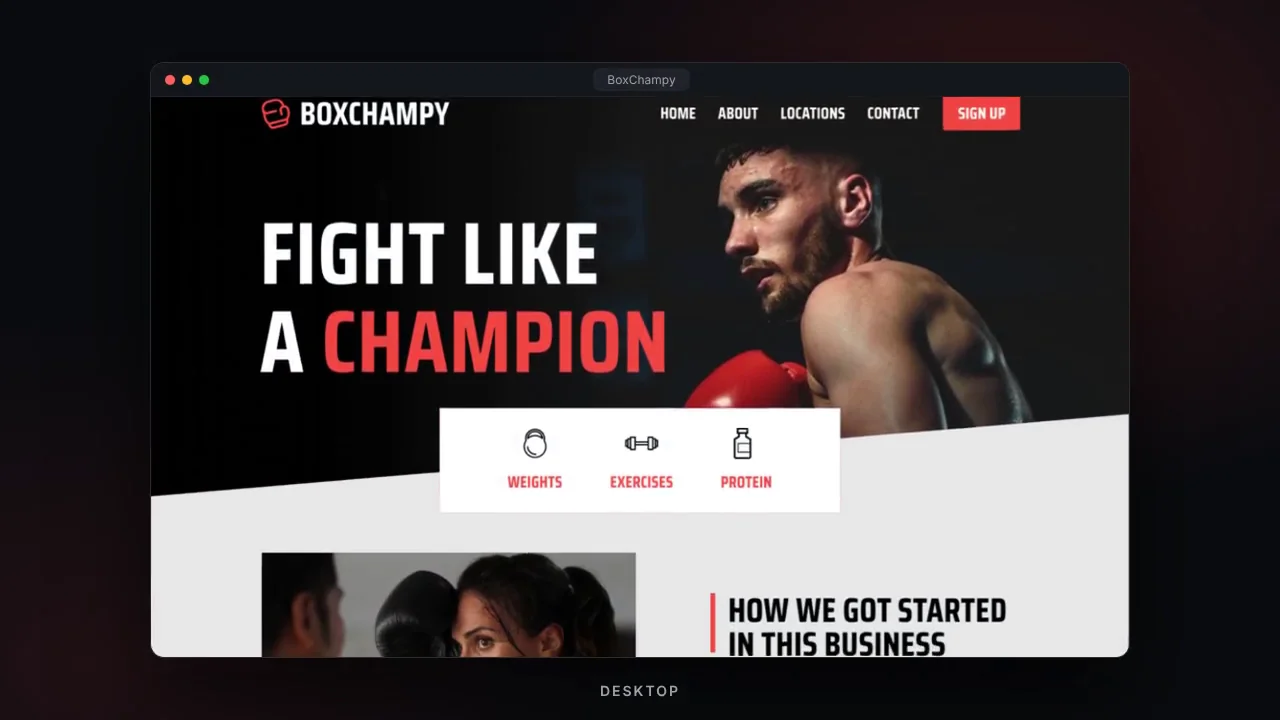 BoxChampy
BOXCHAMPY
HOME ABOUT LOCATIONS CONTACT SIGN UP
FIGHT LIKE
A CHAMPION
WEIGHTS EXERCISES PROTEIN
HOW WE GOT STARTED
IN THIS BUSINESS
DESKTOP